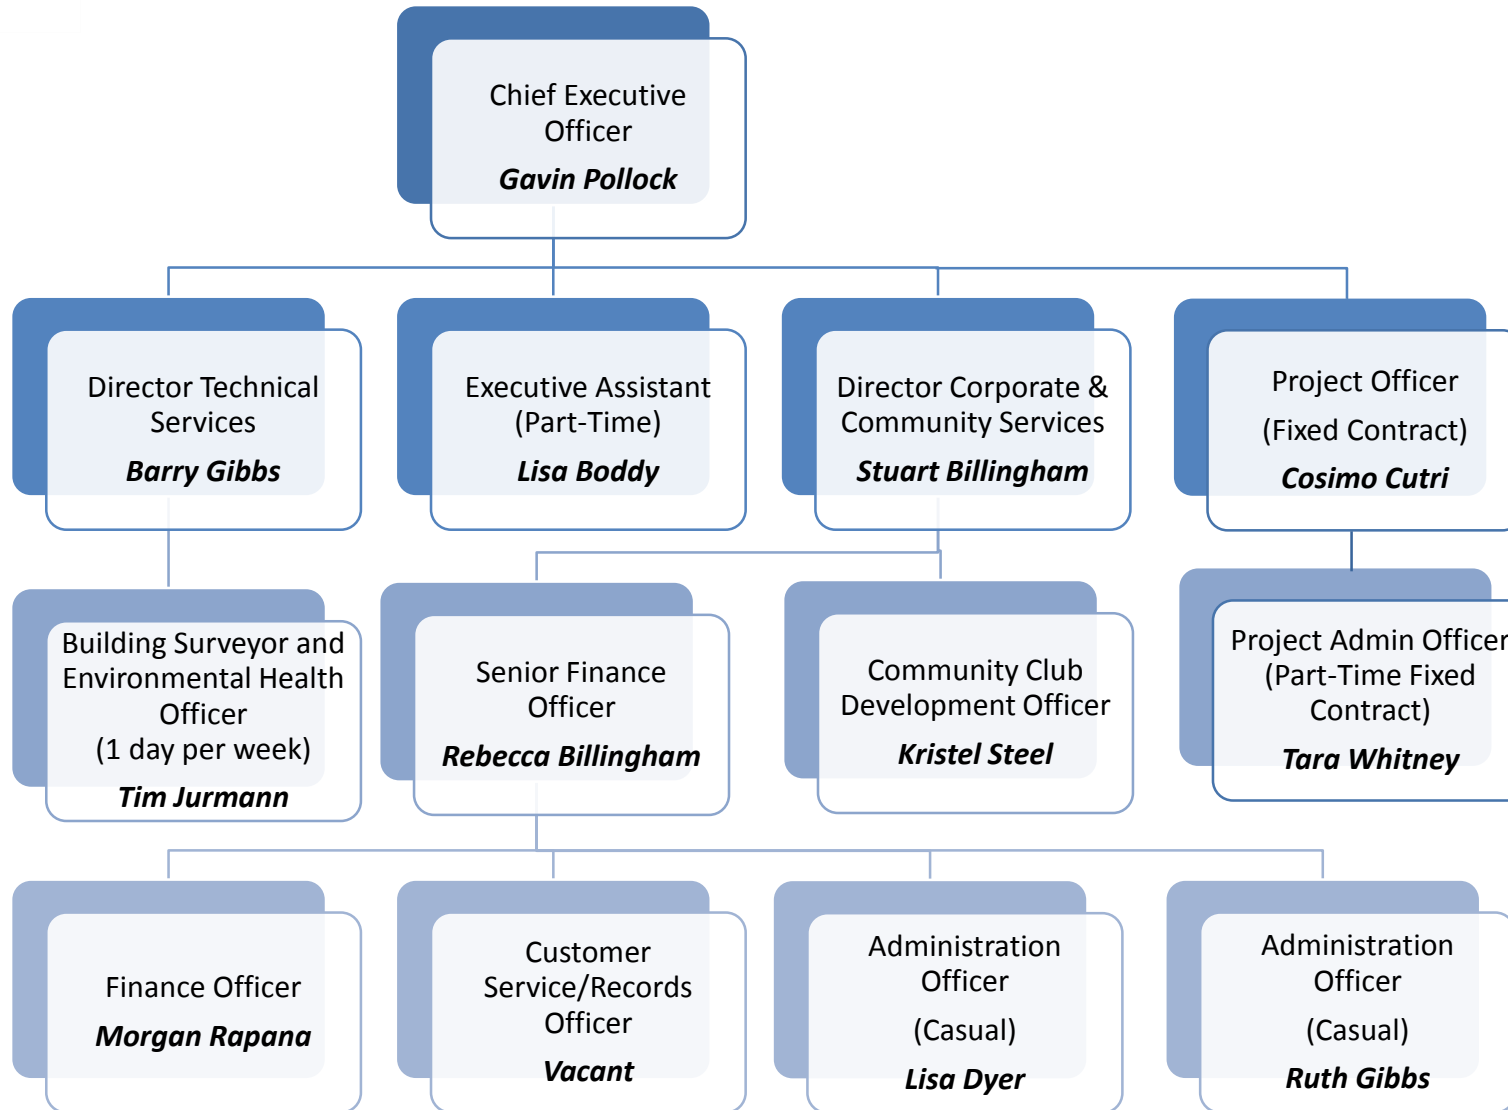 Chief Executive
Officer
Gavin Pollock
Director Technical
Services
Barry Gibbs
Executive Assistant
(Part-Time)
Lisa Boddy
Director Corporate &
Community Services
Stuart Billingham
Project Officer
(Fixed Contract)
Cosimo Cutri
Building Surveyor and
Environmental Health
Officer
(1 day per week)
Tim Jurmann
Senior Finance
Officer
Rebecca Billingham
Community Club
Development Officer
Kristel Steel
Project Admin Officer
(Part-Time Fixed
Contract)
Tara Whitney
Finance Officer
Morgan Rapana
Customer
Service/Records
Officer
Vacant
Administration
Officer
(Casual)
Lisa Dyer
Administration
Officer
(Casual)
Ruth Gibbs